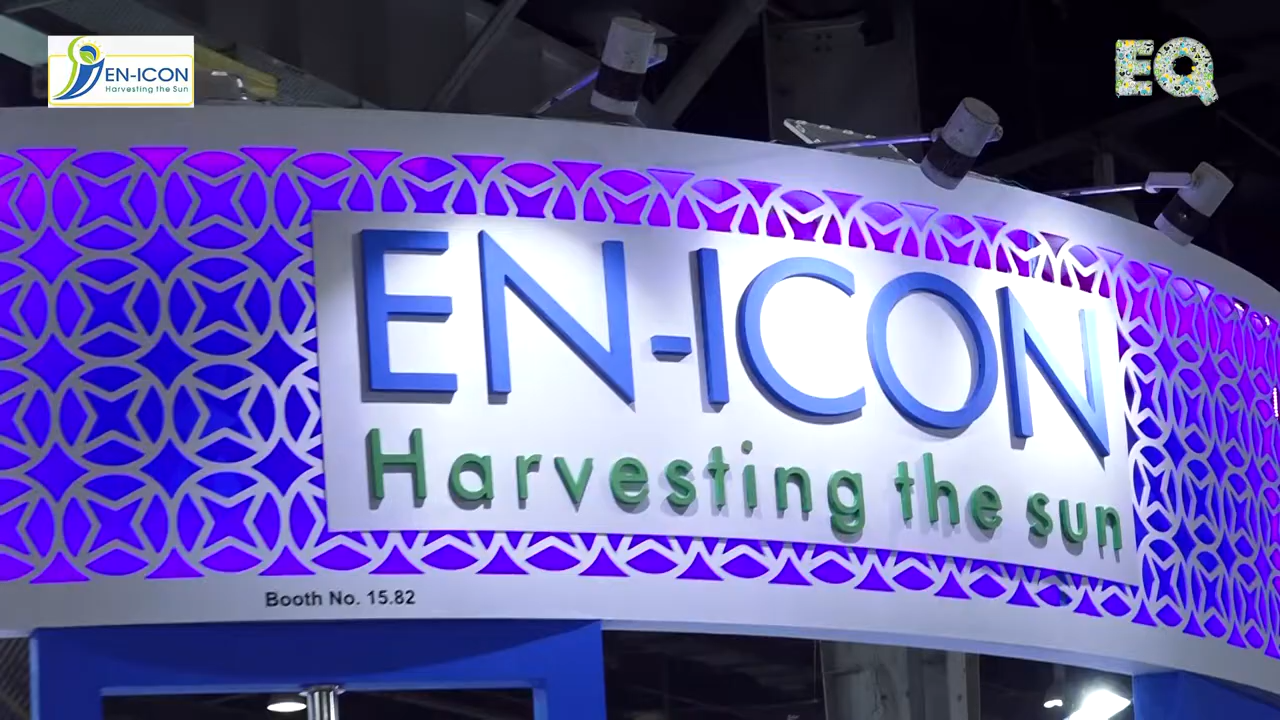 EN-ICON
Harvesting the Sun
EQ
EN-ICON
Harvesting the sun
Booth No. 15.82